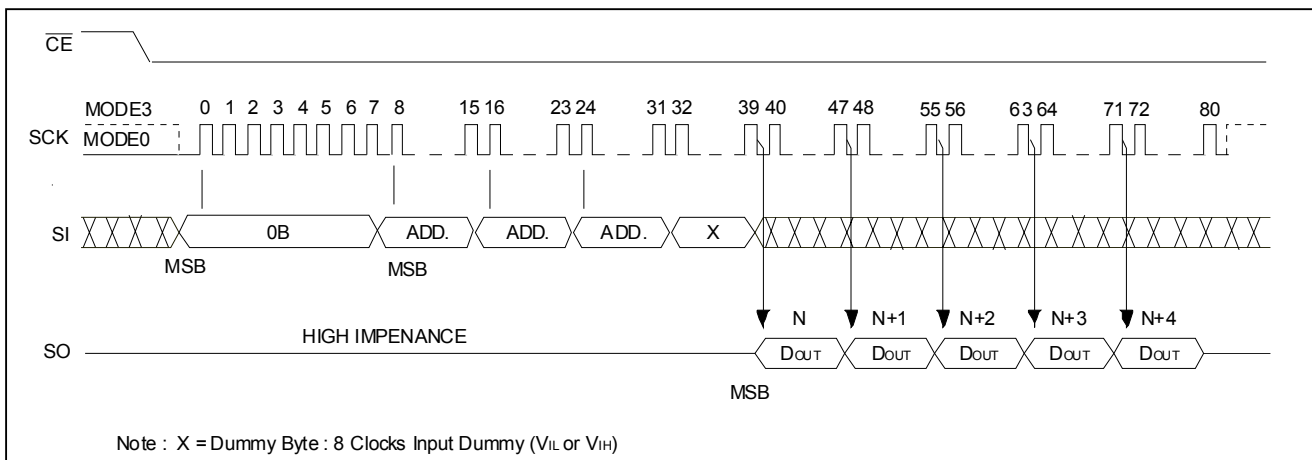 CE
MODE3 0 1 2 3 4 5 6 7 8 15 16 23 24 31 32 39 40 47 48 55 56 63 64 71 72 80
SCK MODE0
SI 0B ADD. ADD. ADD. X
MSB MSB
N N+1 N+2 N+3 N+4
HIGH IMPENANCE
SO DOUT DOUT DOUT DOUT DOUT
MSB
Note : X = Dummy Byte : 8 Clocks Input Dummy (VIL or VIH)